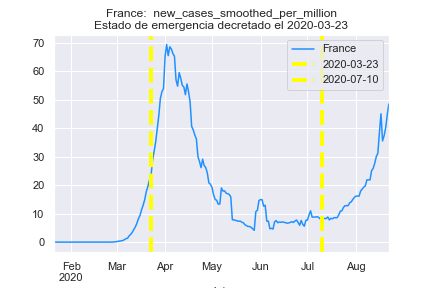 France:  new_cases_smoothed_per_million
Estado de emergencia decretado el 2020-03-23
France
2020-03-23
2020-07-10
70
60
50
40
30
20
10
0
Feb
2020
Mar
Apr
May
Jun
Jul
Aug